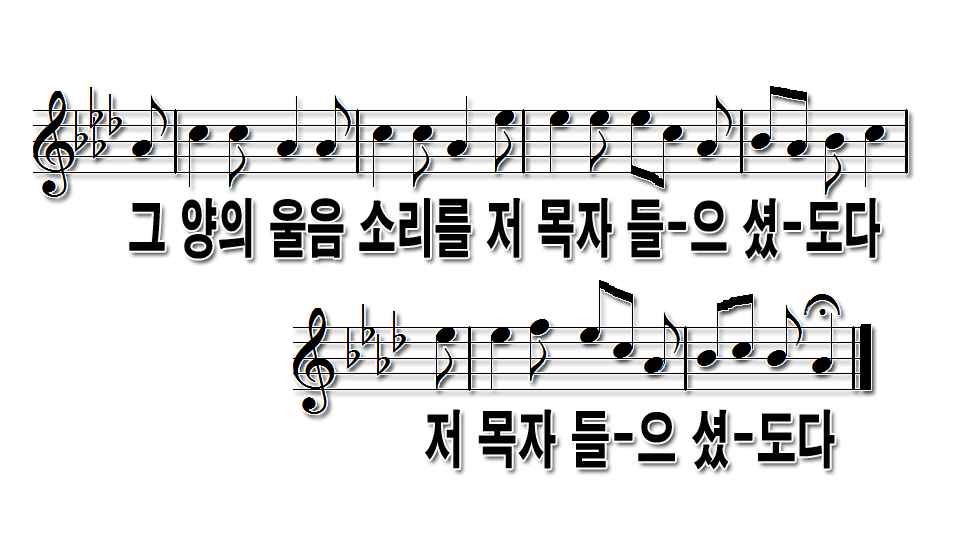 그 양의 울음 소리를 저 목자 들-으 셨-도다
저 목자 들-으 셨-도다